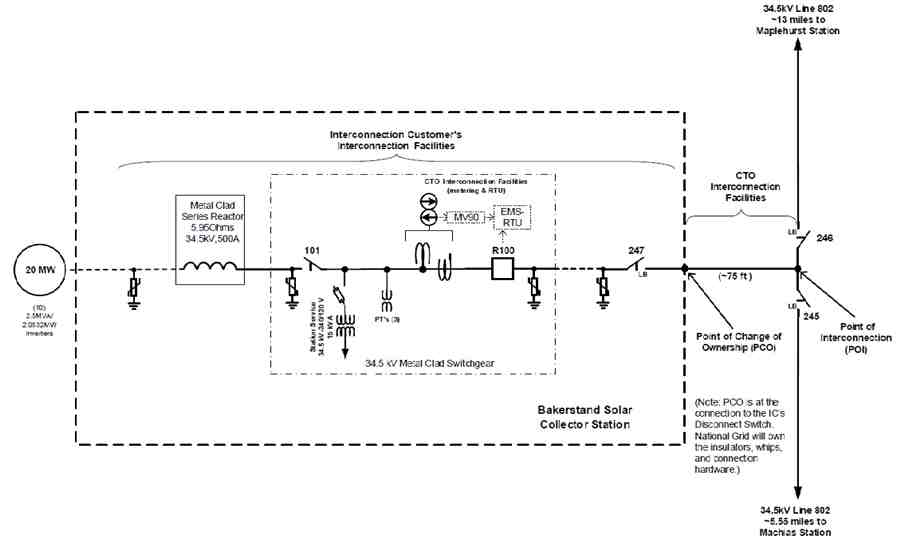 34.5kV Line 802
~13 miles to
Maplehurst Station
Interconnection Customer's
Interconnection Facilities
CTO Interconnection Facilities
(metering & RTU)
CTO
Interconnection
Facilities
Metal Clad
Series Reactor
5.95Ohms
34.5kV,500A
MV90
EMS-
RTU
LB
246
101
R100
247
20 MW
LB
(~75 ft)
(10)
2.5MVA/
Inverters
Station Service
34.5 kV-240/120 V
PT's (3)
LB
245
Point of Change of
Ownership (PCO)
Point of
Interconnection
(POI)
34.5 kV Metal Clad Switchgear
Bakerstand Solar
Collector Station
(Note: PCO is at the
connection to the IC's
Disconnect Switch.
National Grid will own
the insulators, whips,
and connection
hardware.)
34.5kV Line 802
~5.55 miles to
Machias Station